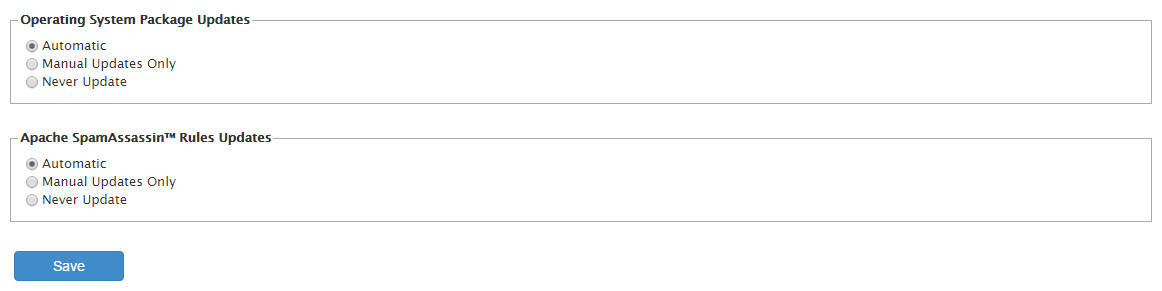 Operating System Package Updates
Automatic
Manual Updates Only
Never Update
Apache SpamAssassin™ Rules Updates
Automatic
Manual Updates Only
Never Update
Save